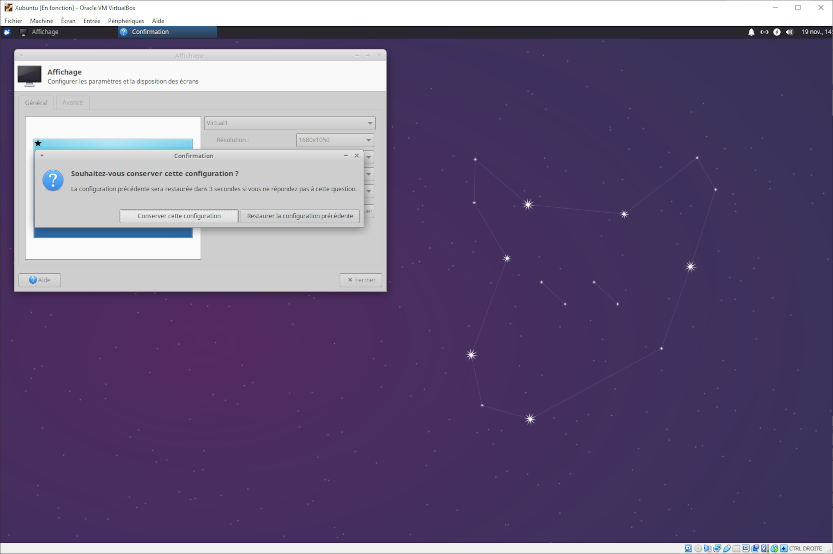 Xubuntu [En fonction] - Oracle VM VirtualBox
Fichier Machine Écran Entrée Périphériques Aide
Affichage Confirmation 19 nov., 14:
Affichage
Affichage
Configurer les paramètres et la disposition des écrans
Général Avancé
Virtual1
Résolution : 1680x1050
Confirmation
Souhaitez-vous conserver cette configuration ?
La configuration précédente sera restaurée dans 3 secondes si vous ne répondez pas à cette question.
Conserver cette configuration Restaurer la configuration précédente
Aide Fermer
CTRL DROITE